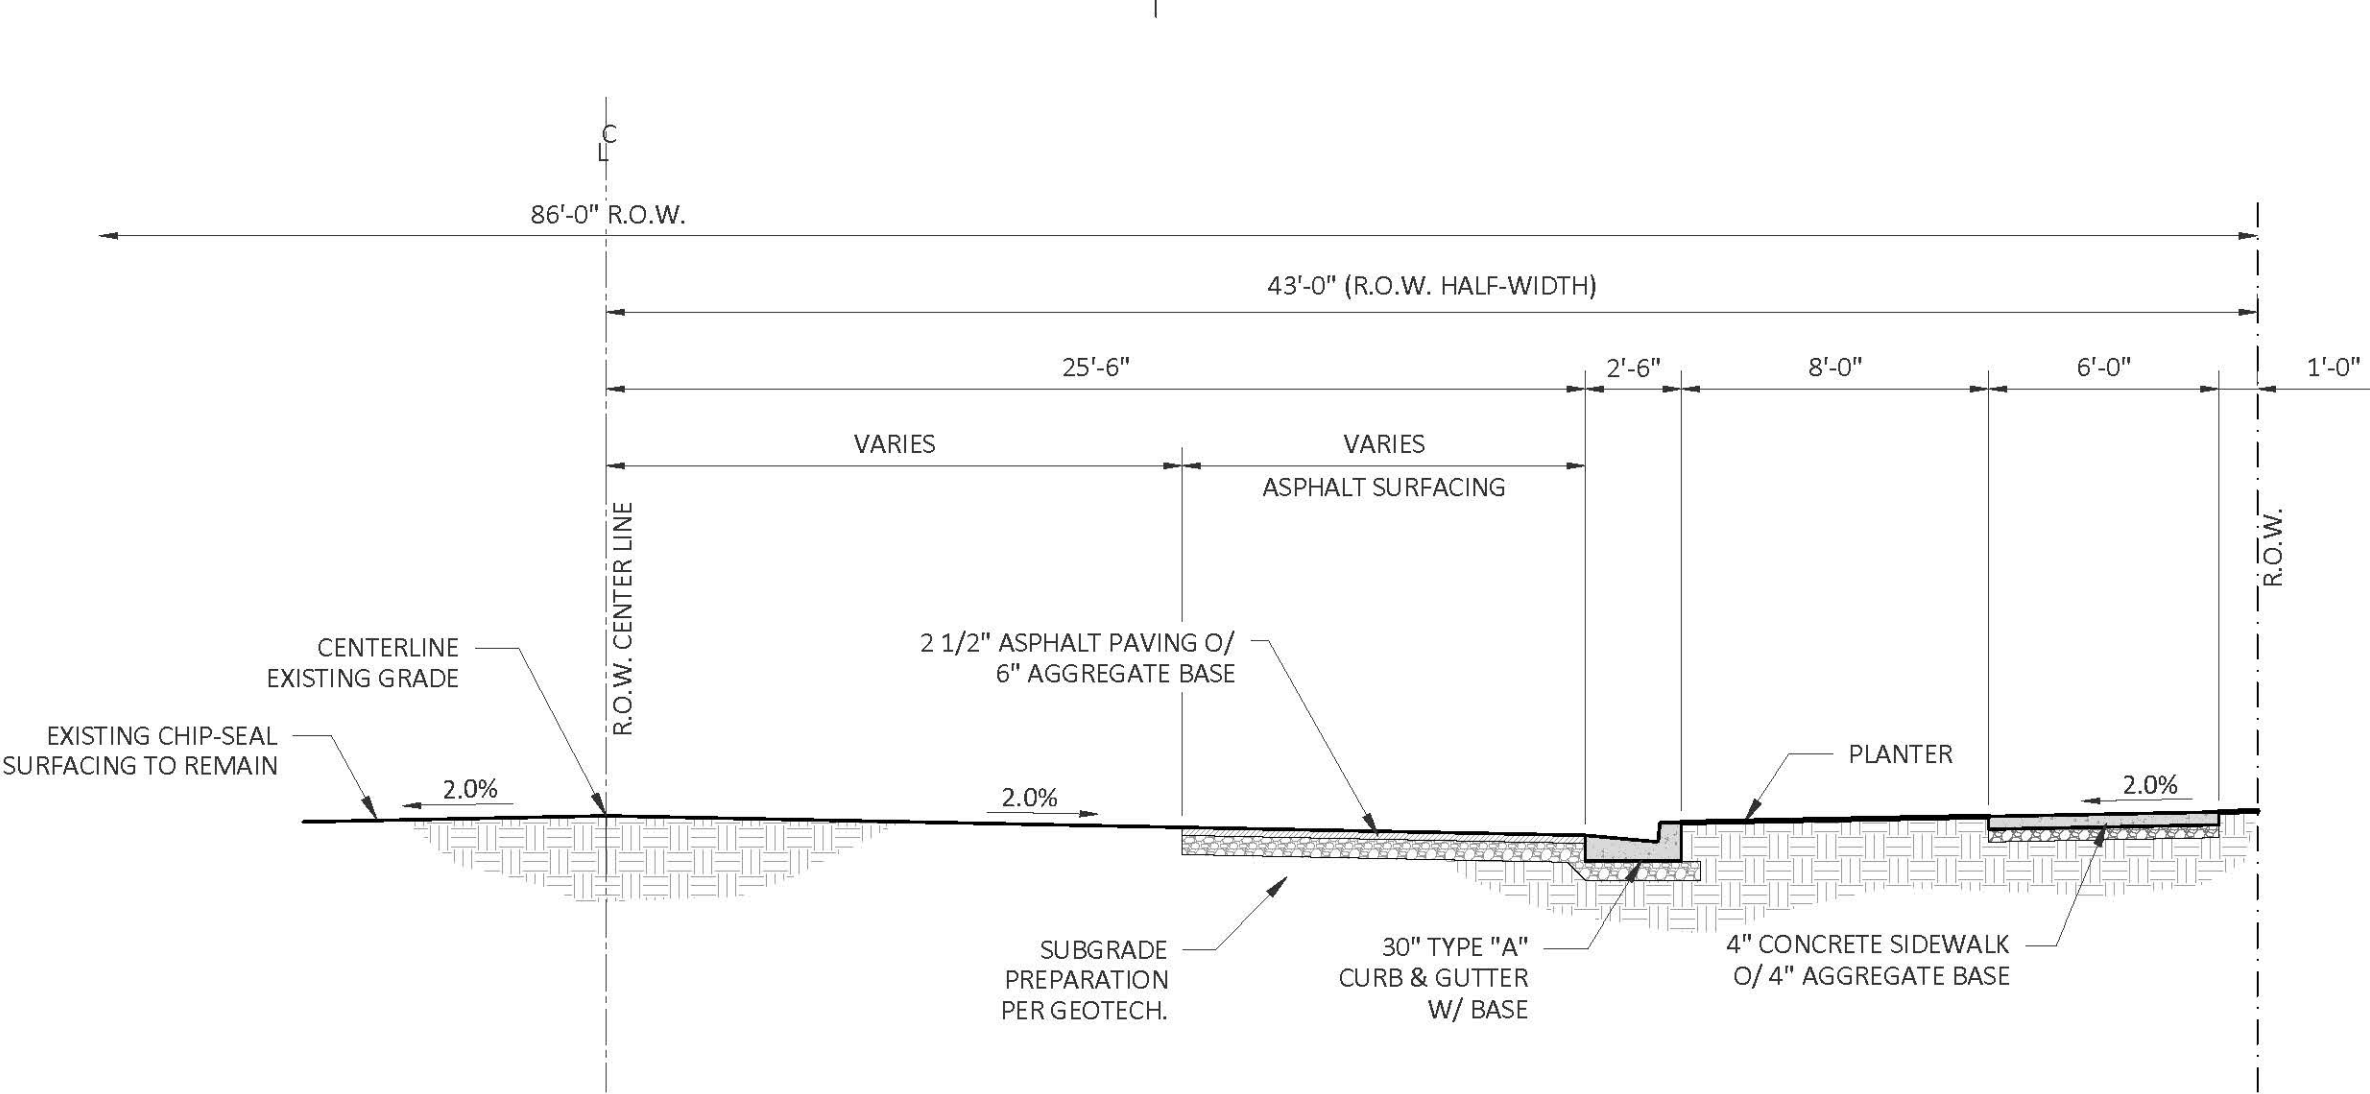 C
L
86'-0" R.O.W.
43'-0" (R.O.W. HALF-WIDTH)
25'-6"
2'-6"
8'-0"
6'-0"
1'-0"
VARIES
VARIES
ASPHALT SURFACING
R.O.W. CENTER LINE
R.O.W.
CENTERLINE
EXISTING GRADE
2 1/2" ASPHALT PAVING O/
6" AGGREGATE BASE
EXISTING CHIP-SEAL
SURFACING TO REMAIN
PLANTER
2.0%
2.0%
2.0%
SUBGRADE
PREPARATION
PER GEOTECH.
30" TYPE "A"
CURB & GUTTER
W/ BASE
4" CONCRETE SIDEWALK
O/ 4" AGGREGATE BASE